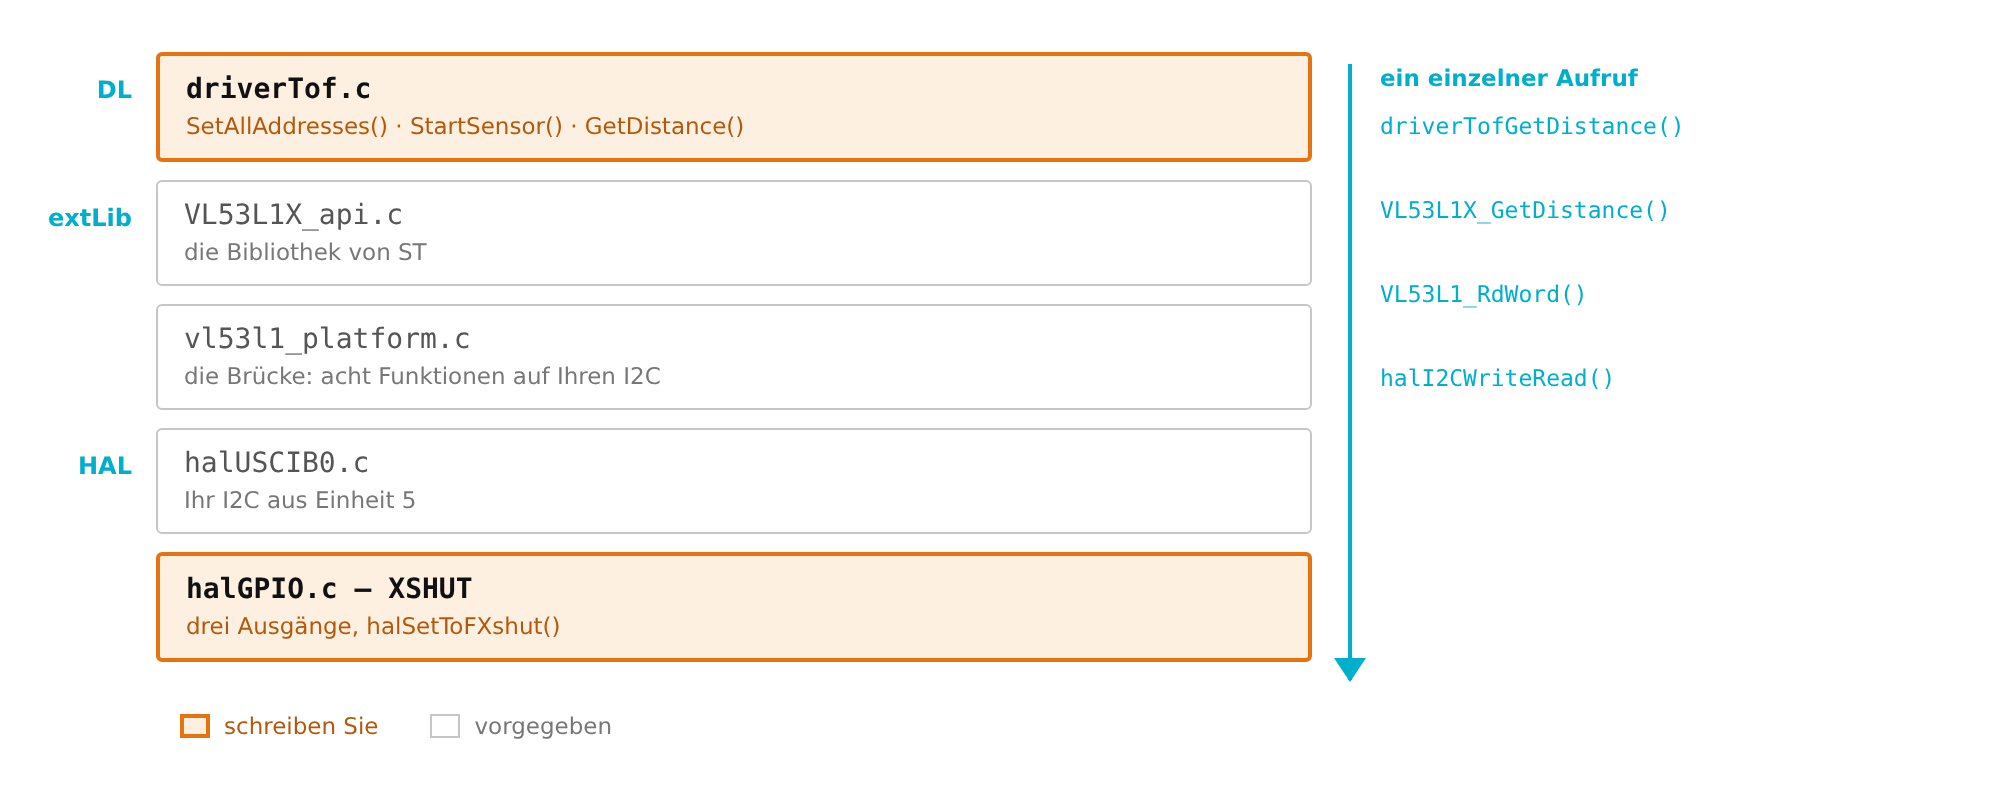 DL
driverTof.c
SetAllAddresses() · StartSensor() · GetDistance()
extLib
VL53L1X_api.c
die Bibliothek von ST
vl53l1_platform.c
die Brücke: acht Funktionen auf Ihren I2C
HAL
halUSCIB0.c
Ihr I2C aus Einheit 5
halGPIO.c — XSHUT
drei Ausgänge, halSetToFXshut()
ein einzelner Aufruf
driverTofGetDistance()
VL53L1X_GetDistance()
VL53L1_RdWord()
halI2CWriteRead()
schreiben Sie
vorgegeben